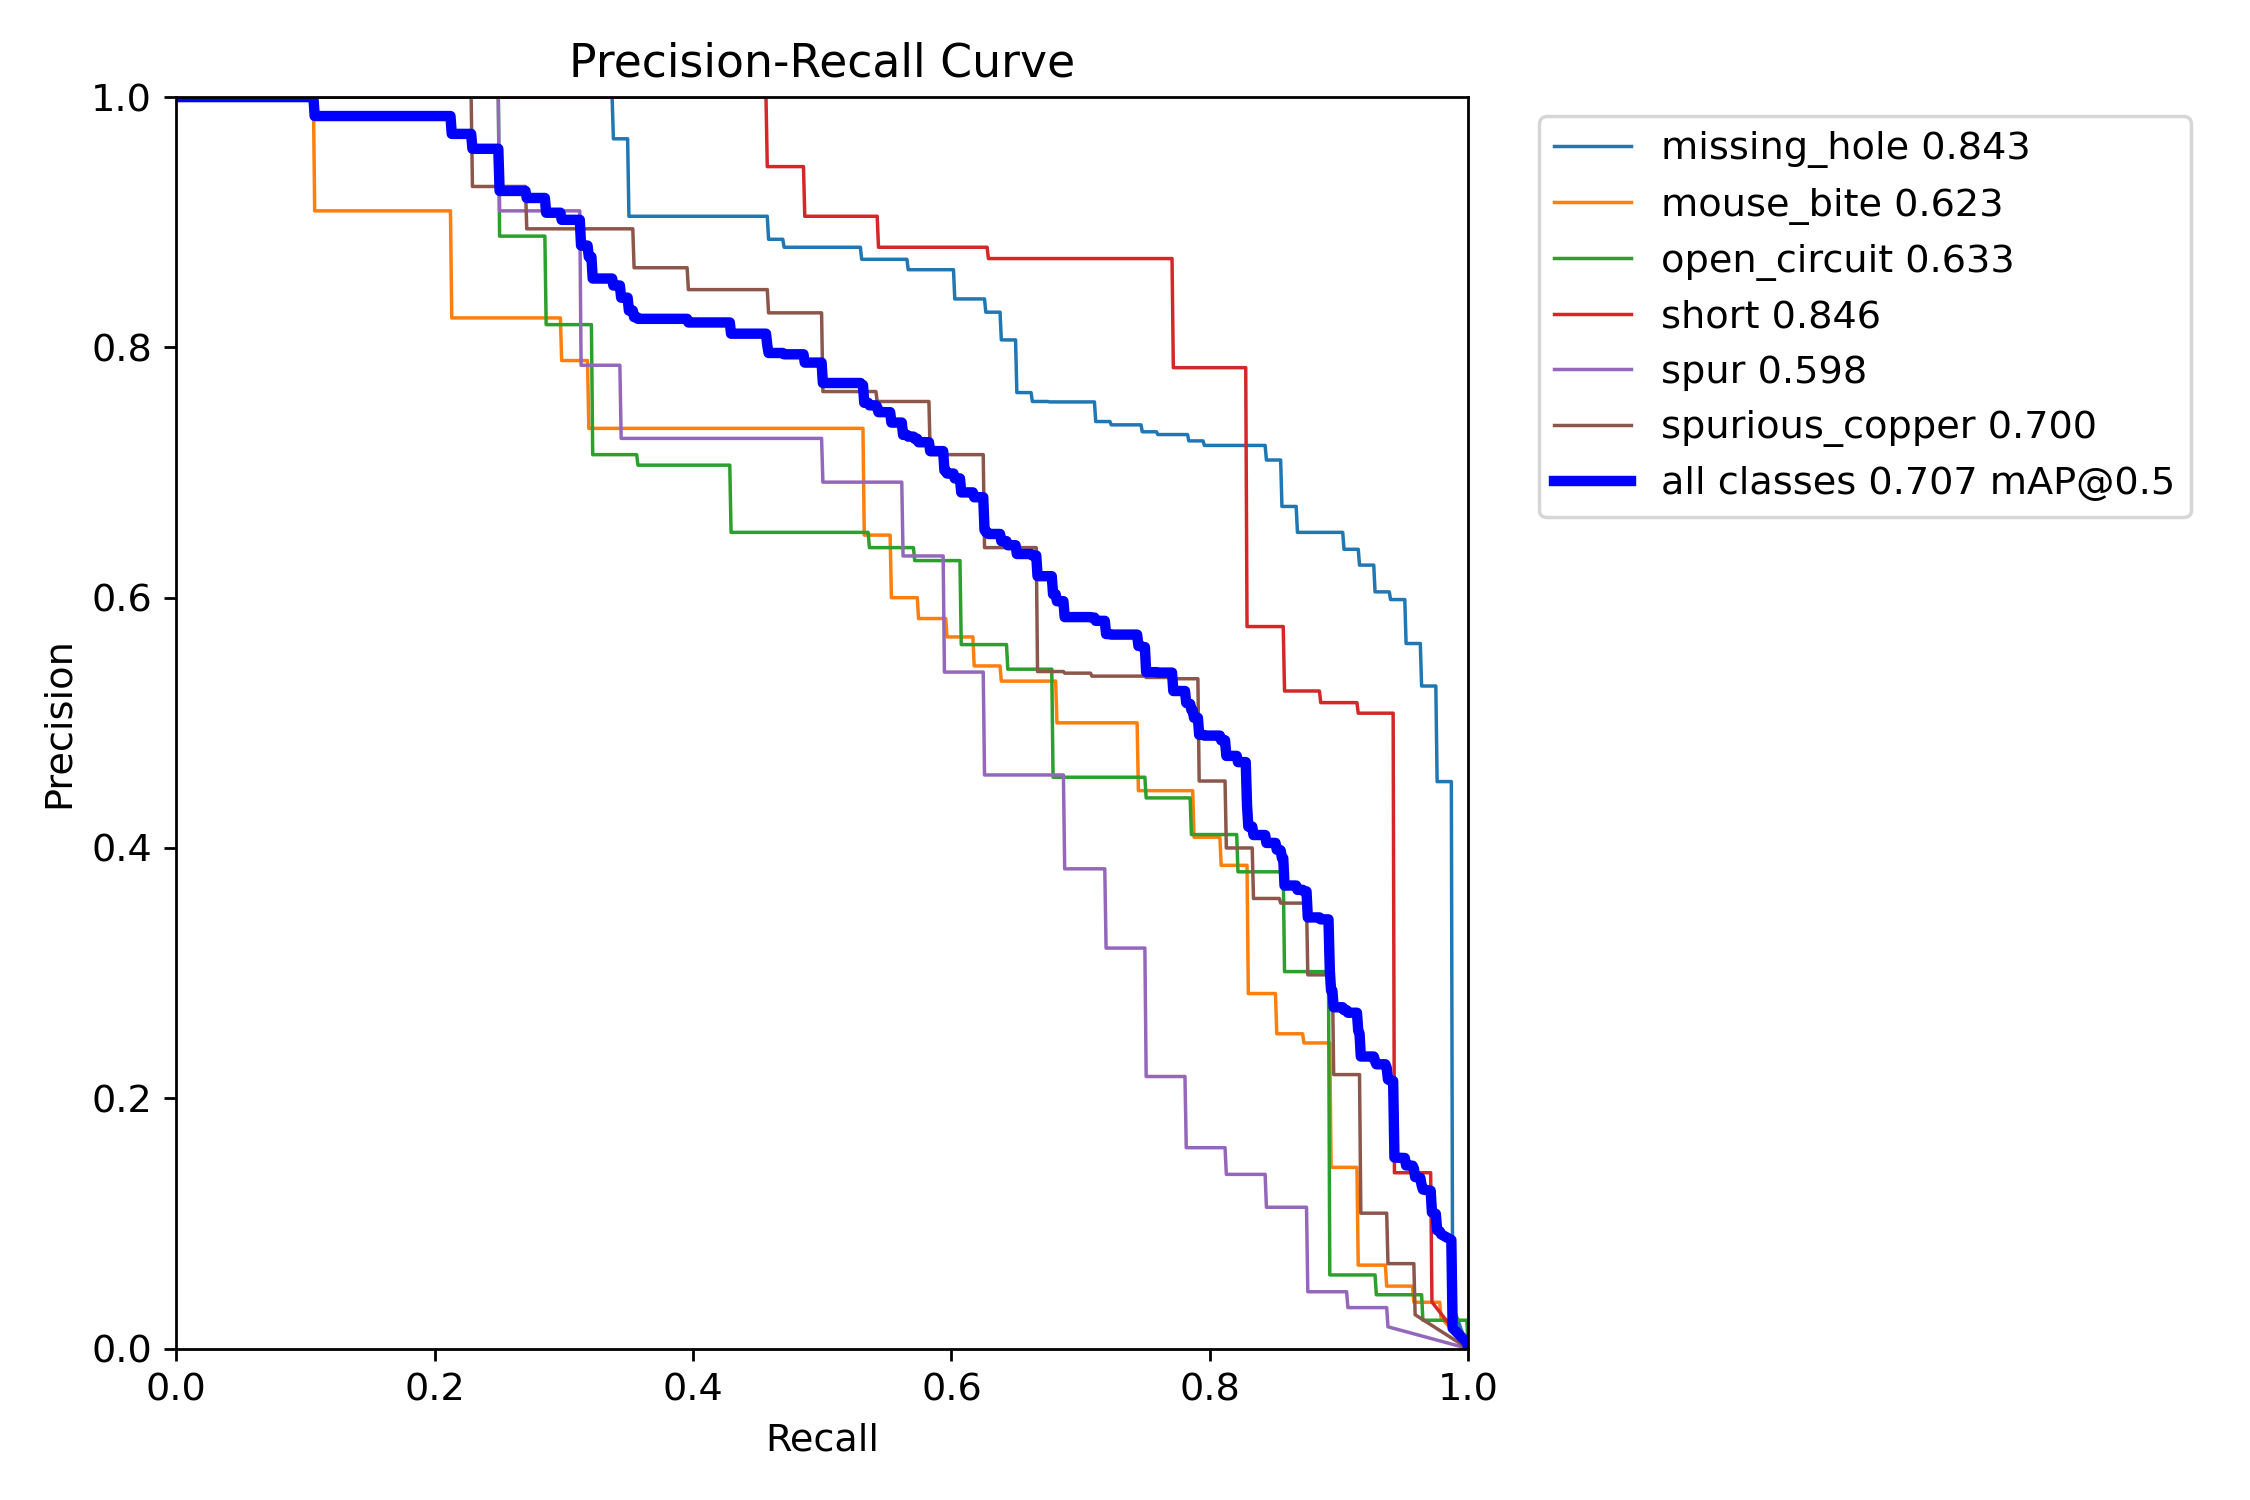 Precision-Recall Curve
1.0
0.8
0.6
0.4
0.2
0.0
Precision
0.0 0.2 0.4 0.6 0.8 1.0
Recall
missing_hole 0.843
mouse_bite 0.623
open_circuit 0.633
short 0.846
spur 0.598
spurious_copper 0.700
all classes 0.707 mAP@0.5